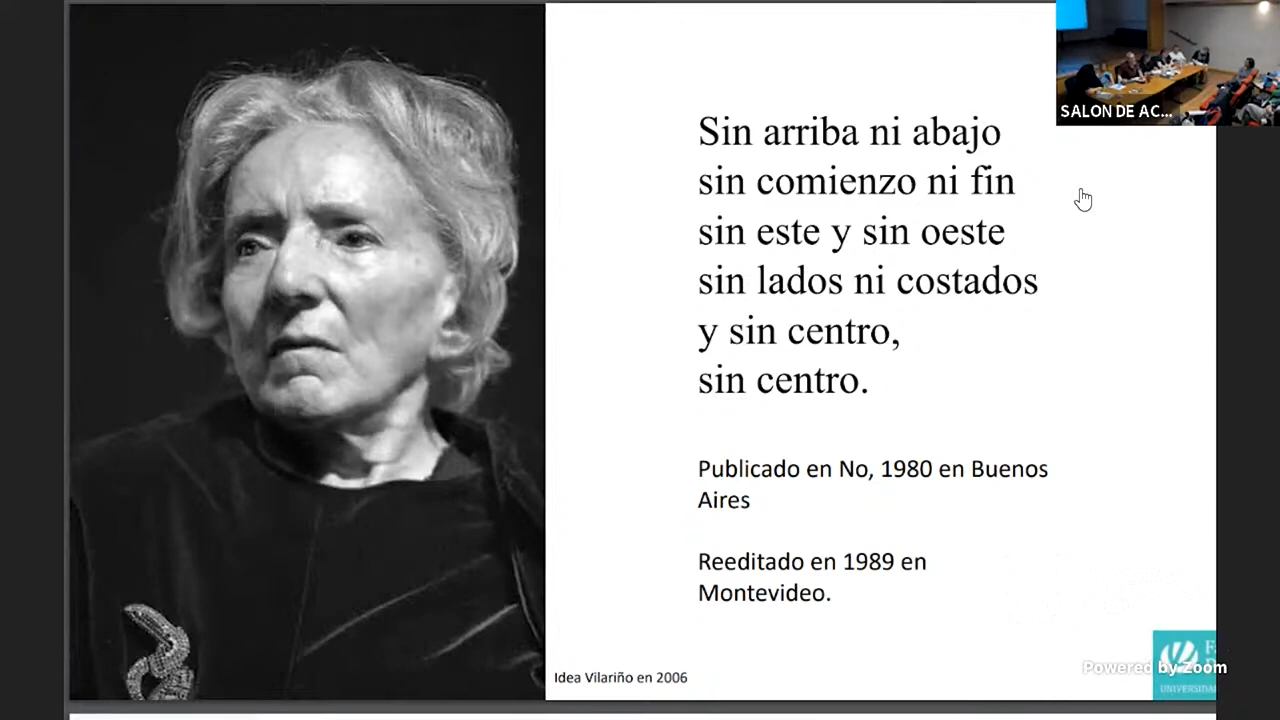 Sin arriba ni abajo
sin comienzo ni fin
sin este y sin oeste
sin lados ni costados
y sin centro,
sin centro.
Publicado en No, 1980 en Buenos
Aires
Reeditado en 1989 en
Montevideo.
Idea Vilariño en 2006
SALON DE AC...
Powered by Zoom